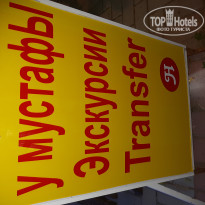 TOP Hotels
ФОТО ТУРИСТА
у мустафы
Экскурсии
Transfer